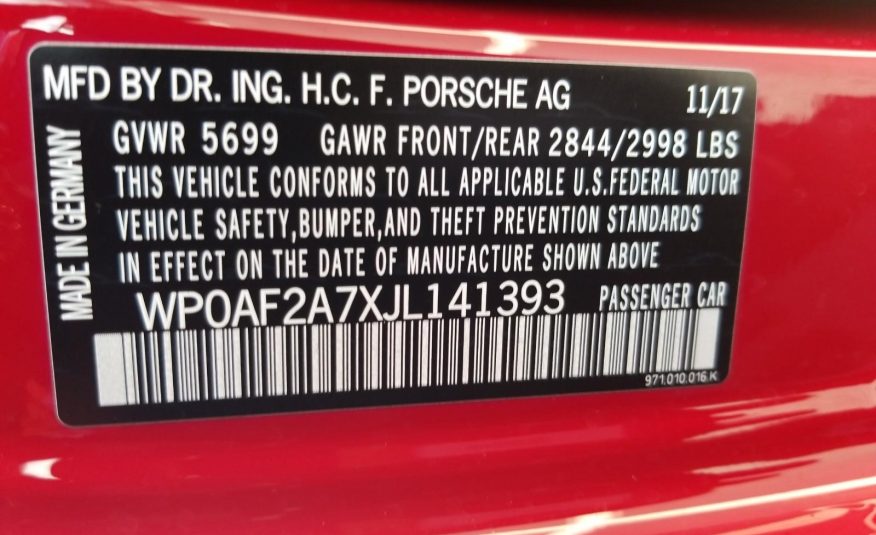 MFD BY DR. ING. H.C. F. PORSCHE AG 11/17
GVWR 5699 GAWR FRONT/REAR 2844/2998 LBS
THIS VEHICLE CONFORMS TO ALL APPLICABLE U.S.FEDERAL MOTOR
VEHICLE SAFETY,BUMPER,AND THEFT PREVENTION STANDARDS
IN EFFECT ON THE DATE OF MANUFACTURE SHOWN ABOVE
WP0AF2A7XJL141393 PASSENGER CAR
971.010.016.K
MADE IN GERMANY